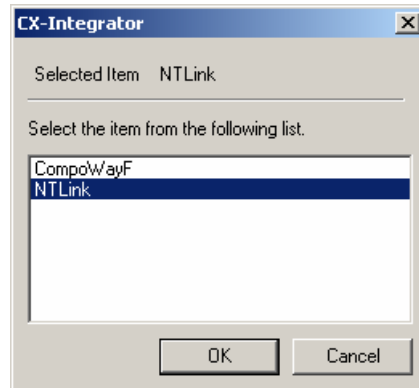 CX-Integrator
Selected Item NTLink
Select the item from the following list.
CompoWayF
NTLink
OK Cancel